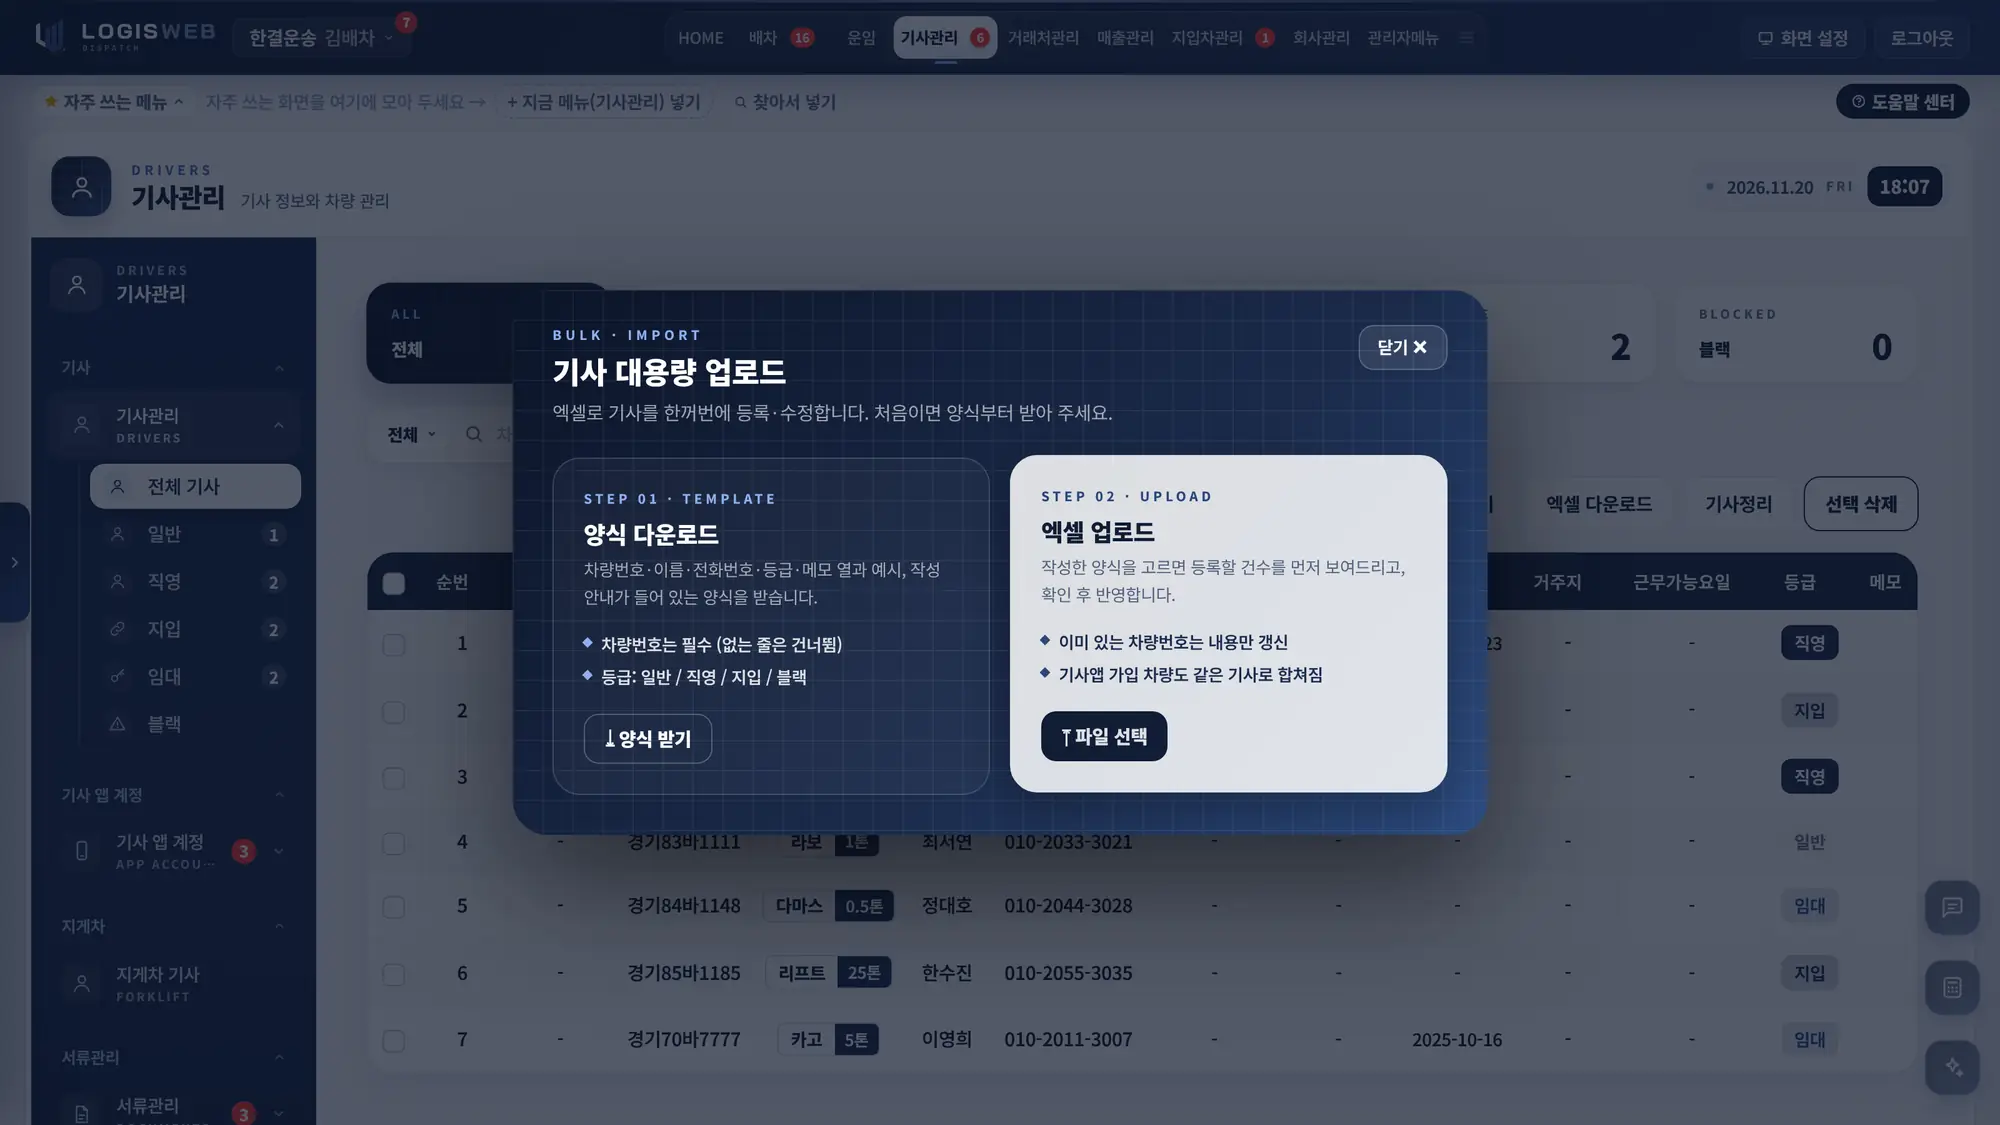 LOGISWEB
DISPATCH
한결운송 김배차
7
HOME
배차 16
운임
기사관리 6
거래처관리
매출관리
지입차관리 1
회사관리
관리자메뉴
화면 설정
로그아웃
자주 쓰는 메뉴
자주 쓰는 화면을 여기에 모아 두세요 →
+ 지금 메뉴(기사관리) 넣기
찾아서 넣기
도움말 센터
DRIVERS
기사관리 기사 정보와 차량 관리
2026.11.20 FRI 18:07
DRIVERS
기사관리
기사
기사관리
DRIVERS
전체 기사
일반 1
직영 2
지입 2
임대 2
블랙
기사 앱 계정
기사 앱 계정
APP ACCOU···
3
지게차
지게차 기사
FORKLIFT
서류관리
서류관리
3
ALL
전체
2
BLOCKED
블랙
0
전체
엑셀 다운로드
기사정리
선택 삭제
순번 거주지 근무가능요일 등급 메모
1 23 - - 직영
2 - - 지입
3 - - 직영
4 - 경기83바1111 라보 1톤 최서연 010-2033-3021 - - - - - 일반
5 - 경기84바1148 다마스 0.5톤 정대호 010-2044-3028 - - - - - 임대
6 - 경기85바1185 리프트 25톤 한수진 010-2055-3035 - - - - - 지입
7 - 경기70바7777 카고 5톤 이영희 010-2011-3007 - - 2025-10-16 - - 임대
BULK · IMPORT
기사 대용량 업로드
엑셀로 기사를 한꺼번에 등록·수정합니다. 처음이면 양식부터 받아 주세요.
닫기 ✕
STEP 01 · TEMPLATE
양식 다운로드
차량번호·이름·전화번호·등급·메모 열과 예시, 작성
안내가 들어 있는 양식을 받습니다.
차량번호는 필수 (없는 줄은 건너뜀)
등급: 일반 / 직영 / 지입 / 블랙
양식 받기
STEP 02 · UPLOAD
엑셀 업로드
작성한 양식을 고르면 등록할 건수를 먼저 보여드리고,
확인 후 반영합니다.
이미 있는 차량번호는 내용만 갱신
기사앱 가입 차량도 같은 기사로 합쳐짐
파일 선택